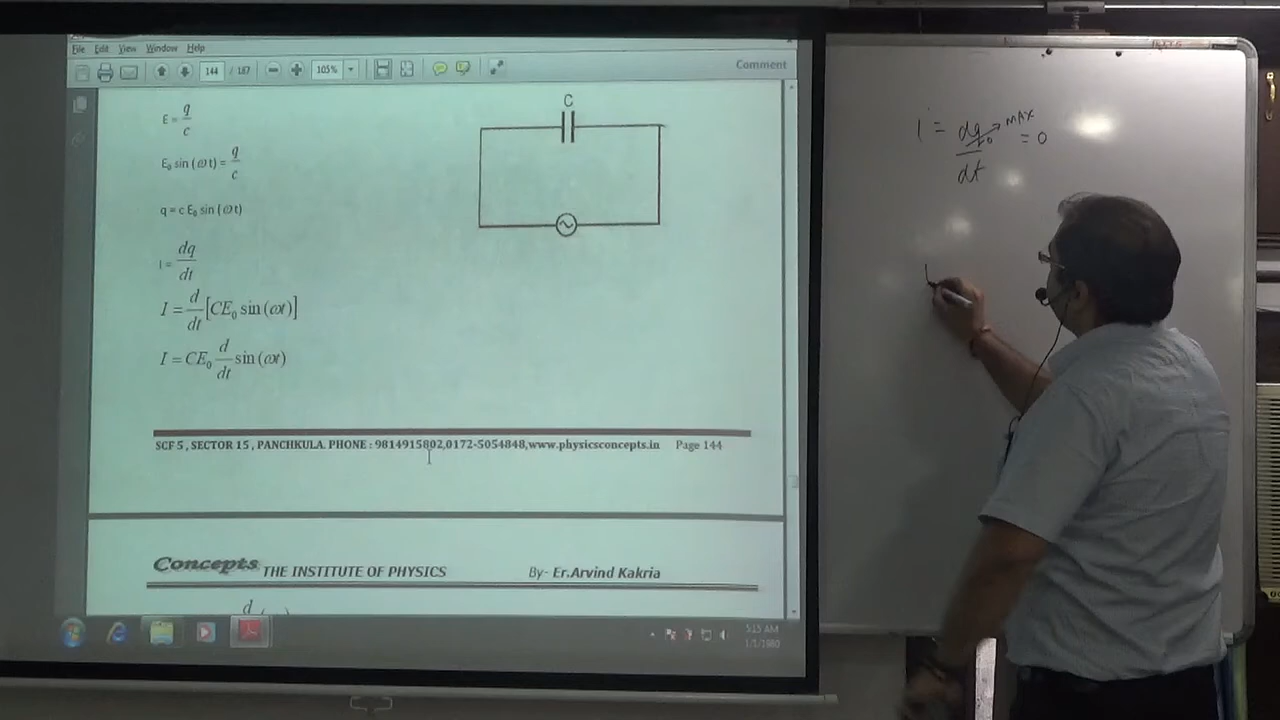 File Edit View Window Help
144 / 187 105% Comment
C
E = q/c
E₀ sin (ωt) = q/c
q = c E₀ sin (ωt)
I = dq/dt
I = d/dt [CE₀ sin (ωt)]
I = CE₀ d/dt sin (ωt)
SCF 5 , SECTOR 15 , PANCHKULA. PHONE : 9814915802,0172-5054848,www.physicsconcepts.in Page 144
Concepts THE INSTITUTE OF PHYSICS By- Er.Arvind Kakria
5:15 AM
1/1/1980
i = dq/dt = 0
MAX